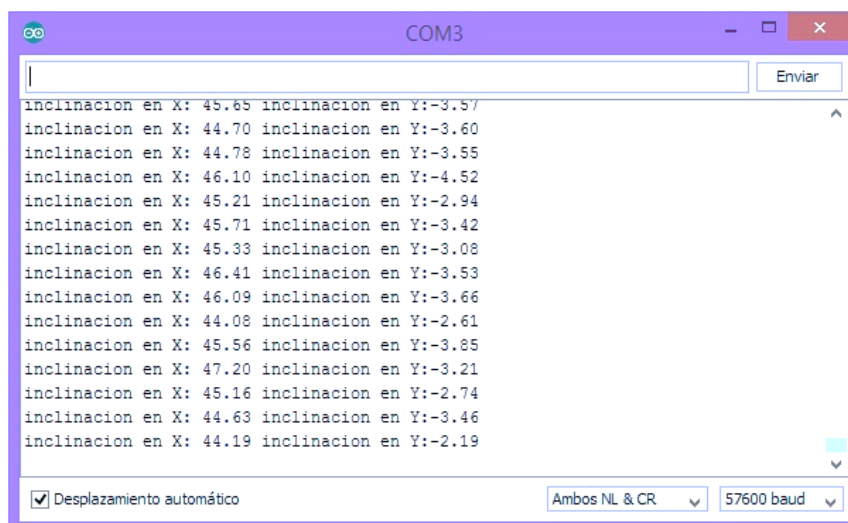 COM3
Enviar
inclinacion en X: 45.65 inclinacion en Y:-3.57
inclinacion en X: 44.70 inclinacion en Y:-3.60
inclinacion en X: 44.78 inclinacion en Y:-3.55
inclinacion en X: 46.10 inclinacion en Y:-4.52
inclinacion en X: 45.21 inclinacion en Y:-2.94
inclinacion en X: 45.71 inclinacion en Y:-3.42
inclinacion en X: 45.33 inclinacion en Y:-3.08
inclinacion en X: 46.41 inclinacion en Y:-3.53
inclinacion en X: 46.09 inclinacion en Y:-3.66
inclinacion en X: 44.08 inclinacion en Y:-2.61
inclinacion en X: 45.56 inclinacion en Y:-3.85
inclinacion en X: 47.20 inclinacion en Y:-3.21
inclinacion en X: 45.16 inclinacion en Y:-2.74
inclinacion en X: 44.63 inclinacion en Y:-3.46
inclinacion en X: 44.19 inclinacion en Y:-2.19
Desplazamiento automático Ambos NL & CR 57600 baud